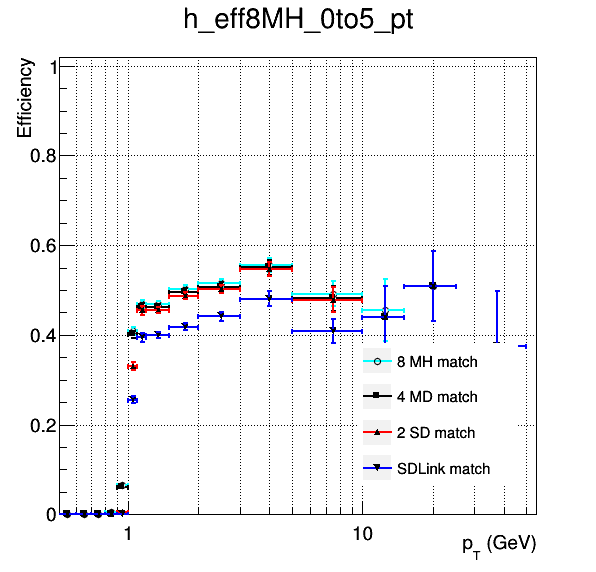 h_eff8MH_0to5_pt
Efficiency
1
0.8
0.6
0.4
0.2
0
8 MH match
4 MD match
2 SD match
SDLink match
1
10
p_T (GeV)